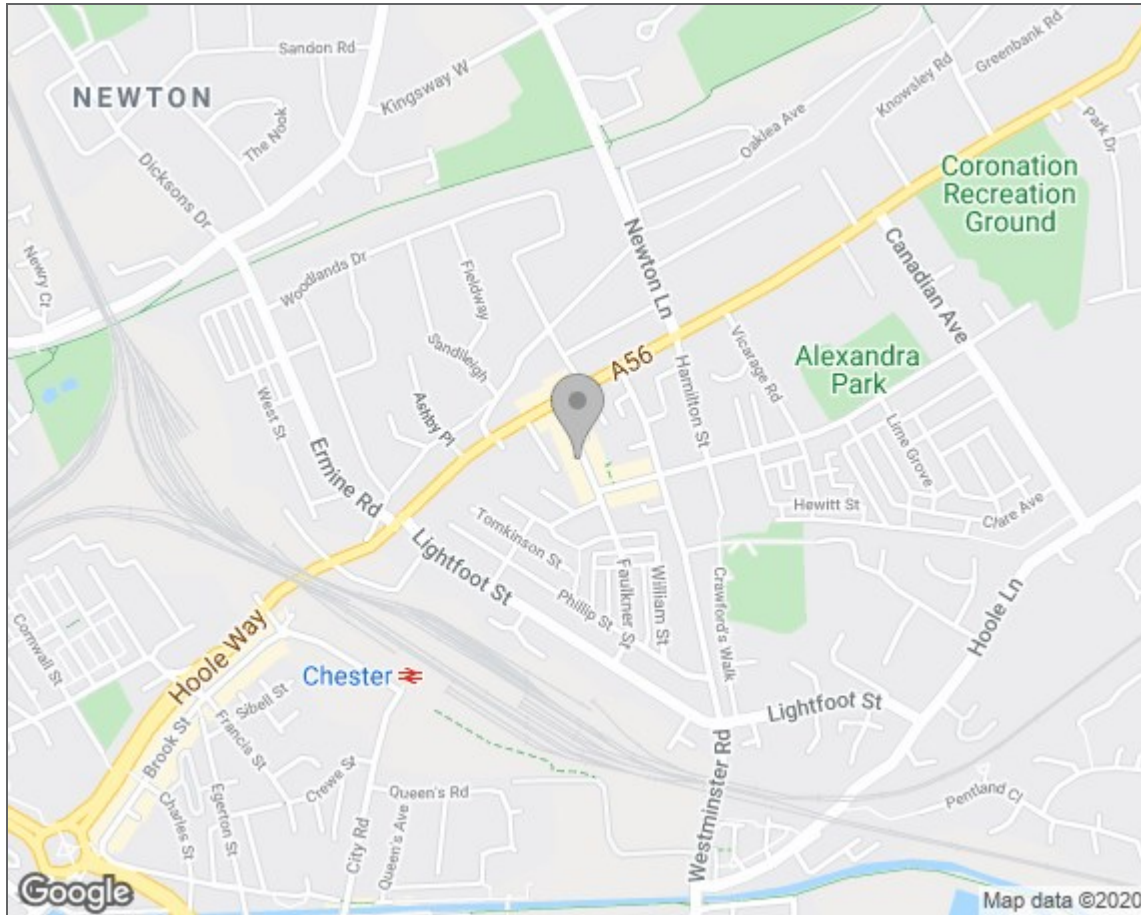 Sandon Rd
Kingsway W
NEWTON
The Nook
Dicksons Dr
Oaklea Ave
Knowsley Rd
Greenbank Rd
Park Dr
Coronation
Recreation
Ground
Newry Cr
Woodlands Dr
Fieldway
Newton Ln
Canadian Ave
Sandileigh
A56
Vicarage Rd
Alexandra
Park
Hamilton St
West St
Ashby Pl
Ermine Rd
Lime Grove
Hewitt St
Clare Ave
Tomkinson St
Lightfoot St
Faulkner St
William St
Phillip St
Crawford's Walk
Hoole Ln
Cornwall St
Hoole Way
Chester
Sibell St
Brook St
Francis St
Lightfoot St
Westminster Rd
Crewe St
Queen's Rd
Charles St
Egerton St
City Rd
Queen's Ave
Pentland Cl
Google
Map data ©2020